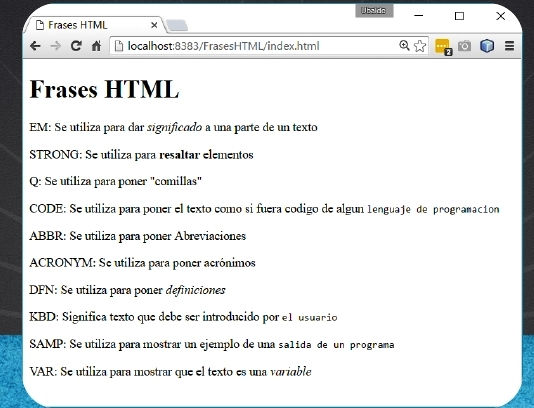 Ubaldo
Frases HTML
localhost:8383/FrasesHTML/index.html
2
Frases HTML
EM: Se utiliza para dar significado a una parte de un texto
STRONG: Se utiliza para resaltar elementos
Q: Se utiliza para poner "comillas"
CODE: Se utiliza para poner el texto como si fuera codigo de algun lenguaje de programacion
ABBR: Se utiliza para poner Abreviaciones
ACRONYM: Se utiliza para poner acrónimos
DFN: Se utiliza para poner definiciones
KBD: Significa texto que debe ser introducido por el usuario
SAMP: Se utiliza para mostrar un ejemplo de una salida de un programa
VAR: Se utiliza para mostrar que el texto es una variable